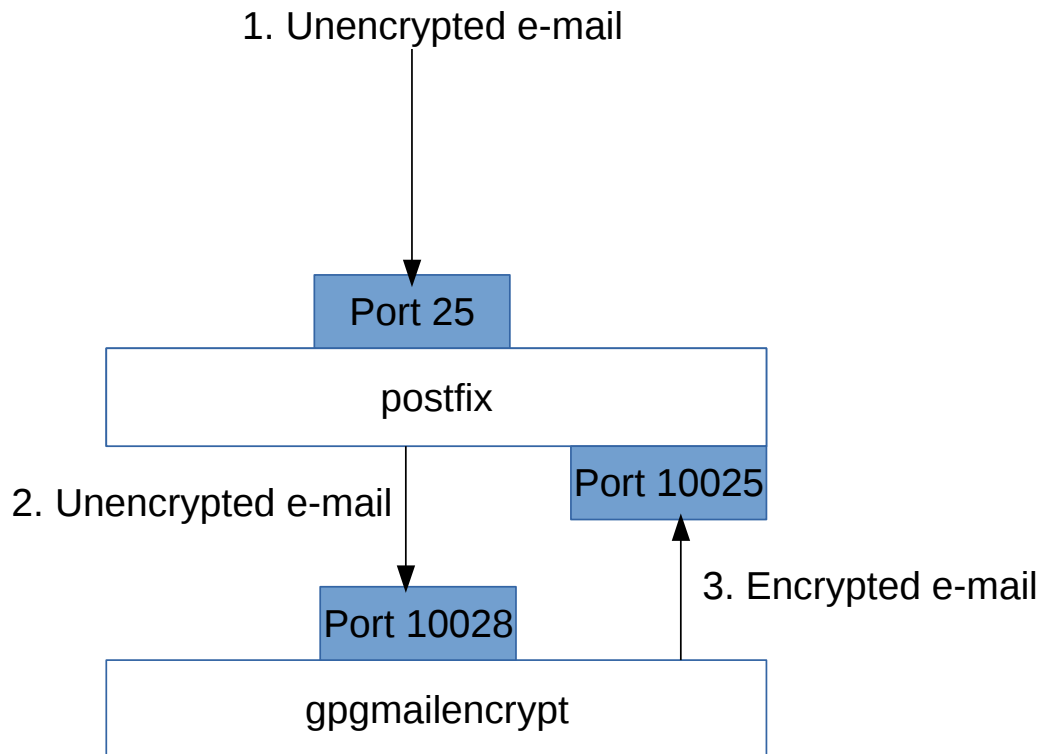 1. Unencrypted e-mail
Port 25
postfix
Port 10025
2. Unencrypted e-mail
3. Encrypted e-mail
Port 10028
gpgmailencrypt